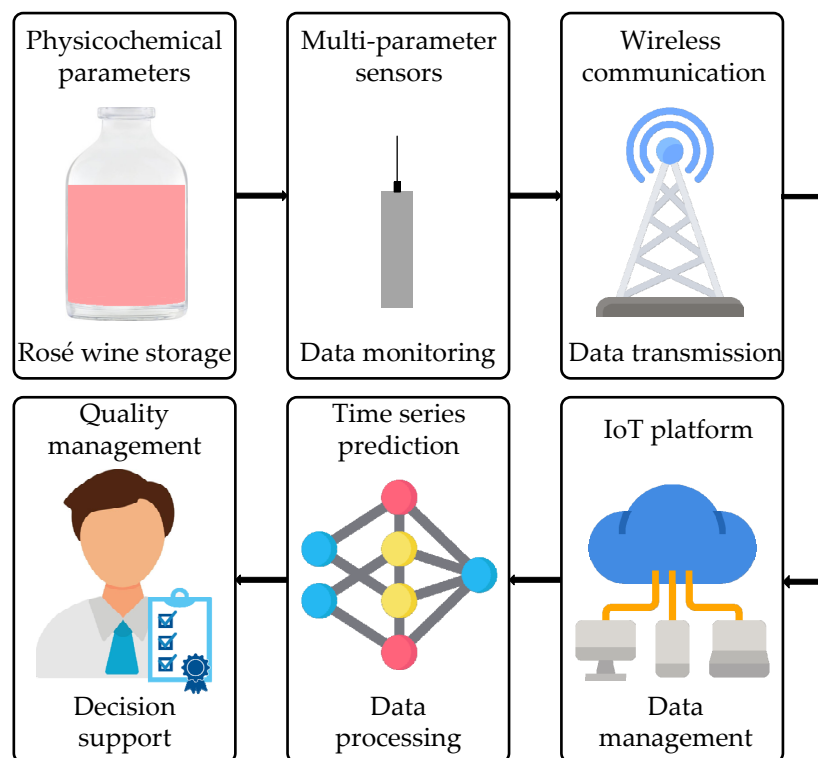 Physicochemical
parameters
Rosé wine storage
Multi-parameter
sensors
Data monitoring
Wireless
communication
Data transmission
Quality
management
Decision
support
Time series
prediction
Data
processing
IoT platform
Data
management